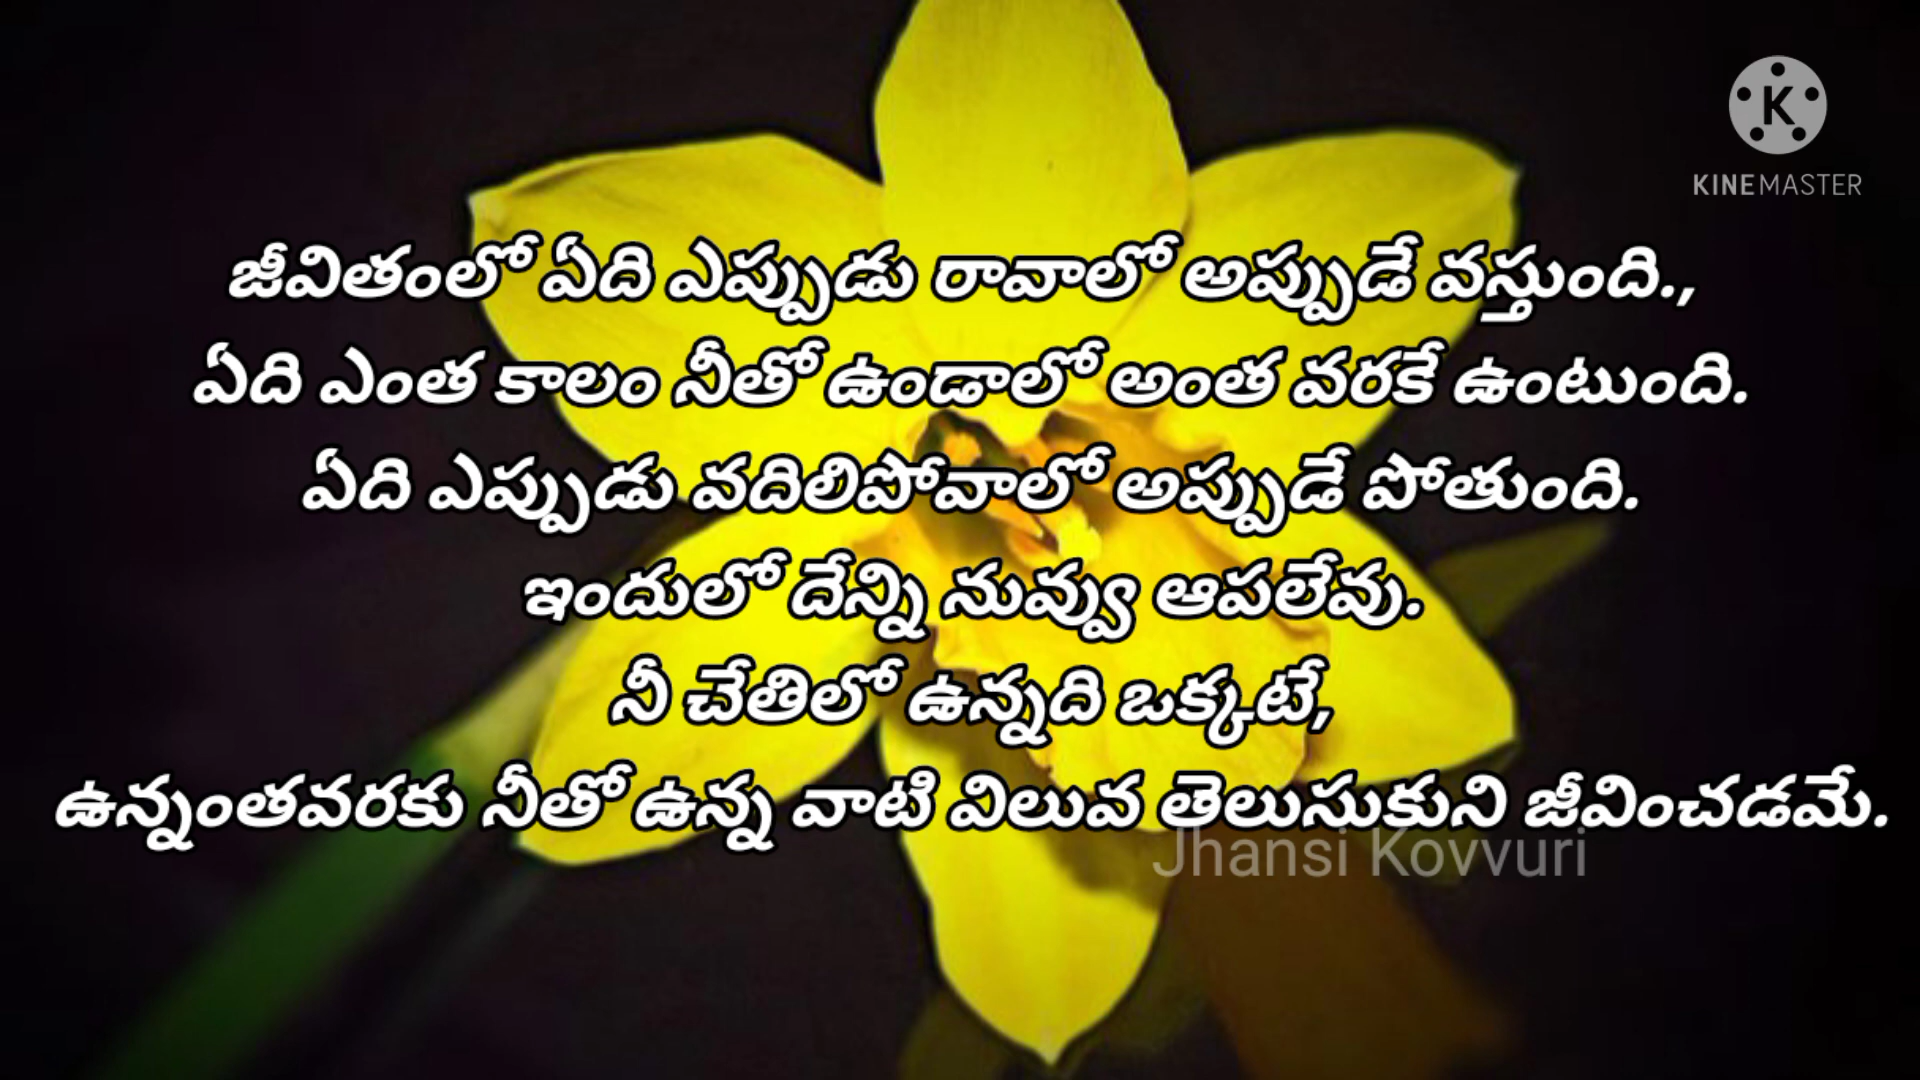 KINEMASTER
జీవితంలో ఏది ఎప్పుడు రావాలో అప్పుడే వస్తుంది.,
ఏది ఎంత కాలం నీతో ఉండాలో అంత వరకే ఉంటుంది.
ఏది ఎప్పుడు వదిలిపోవాలో అప్పుడే పోతుంది.
ఇందులో దేన్ని నువ్వు ఆపలేవు.
నీ చేతిలో ఉన్నది ఒక్కటే,
ఉన్నంతవరకు నీతో ఉన్న వాటి విలువ తెలుసుకుని జీవించడమే.
Jhansi Kovvuri